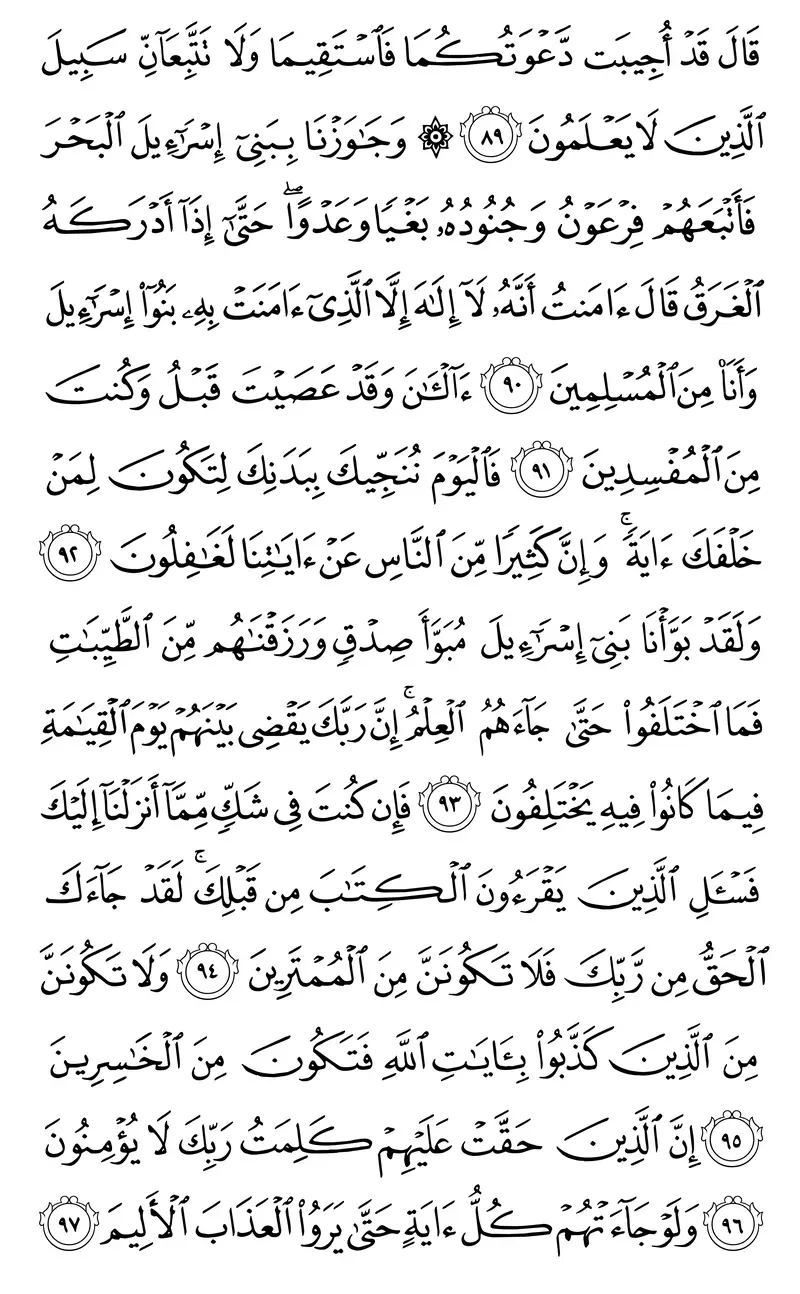 قَالَ قَدْ أُجِيبَت دَّعْوَتُكُمَا فَٱسْتَقِيمَا وَلَا تَتَّبِعَآنِّ سَبِيلَ
ٱلَّذِينَ لَا يَعْلَمُونَ ٨٩ ۞ وَجَٰوَزْنَا بِبَنِىٓ إِسْرَٰٓءِيلَ ٱلْبَحْرَ
فَأَتْبَعَهُمْ فِرْعَوْنُ وَجُنُودُهُۥ بَغْيًا وَعَدْوًا ۖ حَتَّىٰٓ إِذَآ أَدْرَكَهُ
ٱلْغَرَقُ قَالَ ءَامَنتُ أَنَّهُۥ لَآ إِلَٰهَ إِلَّا ٱلَّذِىٓ ءَامَنَتْ بِهِۦ بَنُوٓا۟ إِسْرَٰٓءِيلَ
وَأَنَا۠ مِنَ ٱلْمُسْلِمِينَ ٩٠ ءَآلْـَٰٔنَ وَقَدْ عَصَيْتَ قَبْلُ وَكُنتَ
مِنَ ٱلْمُفْسِدِينَ ٩١ فَٱلْيَوْمَ نُنَجِّيكَ بِبَدَنِكَ لِتَكُونَ لِمَنْ
خَلْفَكَ ءَايَةً ۚ وَإِنَّ كَثِيرًا مِّنَ ٱلنَّاسِ عَنْ ءَايَٰتِنَا لَغَٰفِلُونَ ٩٢
وَلَقَدْ بَوَّأْنَا بَنِىٓ إِسْرَٰٓءِيلَ مُبَوَّأَ صِدْقٍ وَرَزَقْنَٰهُم مِّنَ ٱلطَّيِّبَٰتِ
فَمَا ٱخْتَلَفُوا۟ حَتَّىٰ جَآءَهُمُ ٱلْعِلْمُ ۚ إِنَّ رَبَّكَ يَقْضِى بَيْنَهُمْ يَوْمَ ٱلْقِيَٰمَةِ
فِيمَا كَانُوا۟ فِيهِ يَخْتَلِفُونَ ٩٣ فَإِن كُنتَ فِى شَكٍّ مِّمَّآ أَنزَلْنَآ إِلَيْكَ
فَسْـَٔلِ ٱلَّذِينَ يَقْرَءُونَ ٱلْكِتَٰبَ مِن قَبْلِكَ ۚ لَقَدْ جَآءَكَ
ٱلْحَقُّ مِن رَّبِّكَ فَلَا تَكُونَنَّ مِنَ ٱلْمُمْتَرِينَ ٩٤ وَلَا تَكُونَنَّ
مِنَ ٱلَّذِينَ كَذَّبُوا۟ بِـَٔايَٰتِ ٱللَّهِ فَتَكُونَ مِنَ ٱلْخَٰسِرِينَ
٩٥ إِنَّ ٱلَّذِينَ حَقَّتْ عَلَيْهِمْ كَلِمَتُ رَبِّكَ لَا يُؤْمِنُونَ
٩٦ وَلَوْ جَآءَتْهُمْ كُلُّ ءَايَةٍ حَتَّىٰ يَرَوُا۟ ٱلْعَذَابَ ٱلْأَلِيمَ ٩٧